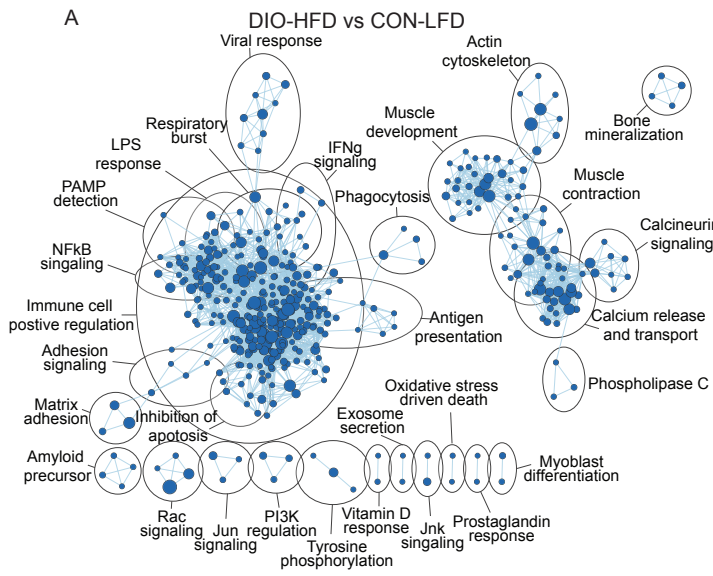 A
DIO-HFD vs CON-LFD
Viral response
Actin
cytoskeleton
Respiratory
burst
LPS
response
IFNg
signaling
Muscle
development
Bone
mineralization
PAMP
detection
Phagocytosis
Muscle
contraction
NFkB
singaling
Calcineurin
signaling
Immune cell
postive regulation
Antigen
presentation
Calcium release
and transport
Adhesion
signaling
Phospholipase C
Matrix
adhesion
Inhibition of
apotosis
Oxidative stress
driven death
Exosome
secretion
Amyloid
precursor
Myoblast
differentiation
Rac
signaling
Jun
signaling
PI3K
regulation
Tyrosine
phosphorylation
Vitamin D
response
Jnk
singaling
Prostaglandin
response